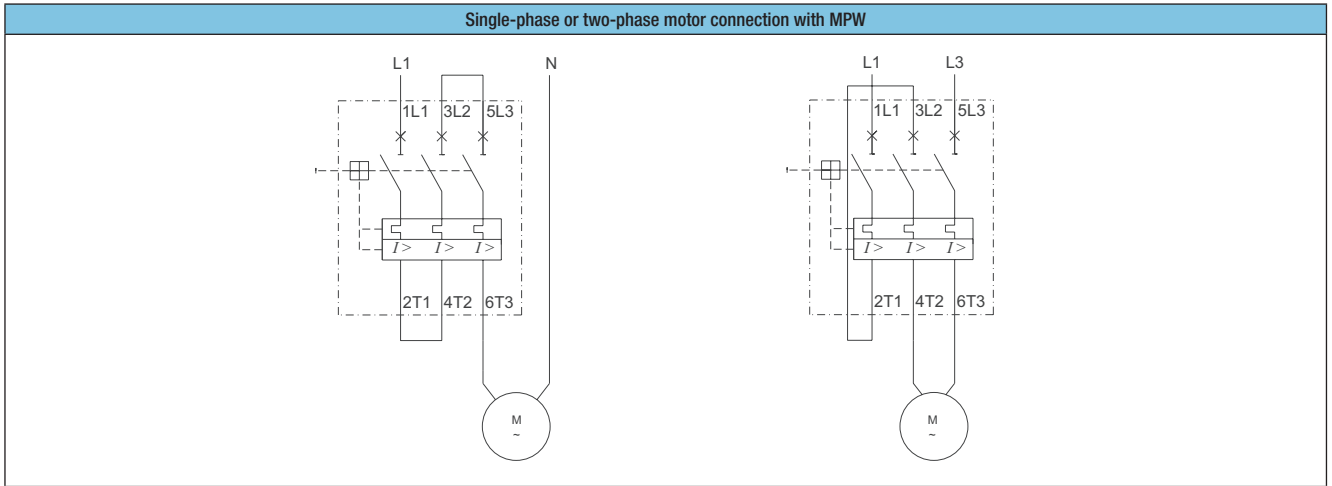 Single-phase or two-phase motor connection with MPW
L1 N
1L1 3L2 5L3
I> I> I>
2T1 4T2 6T3
M
~
L1 L3
1L1 3L2 5L3
I> I> I>
2T1 4T2 6T3
M
~